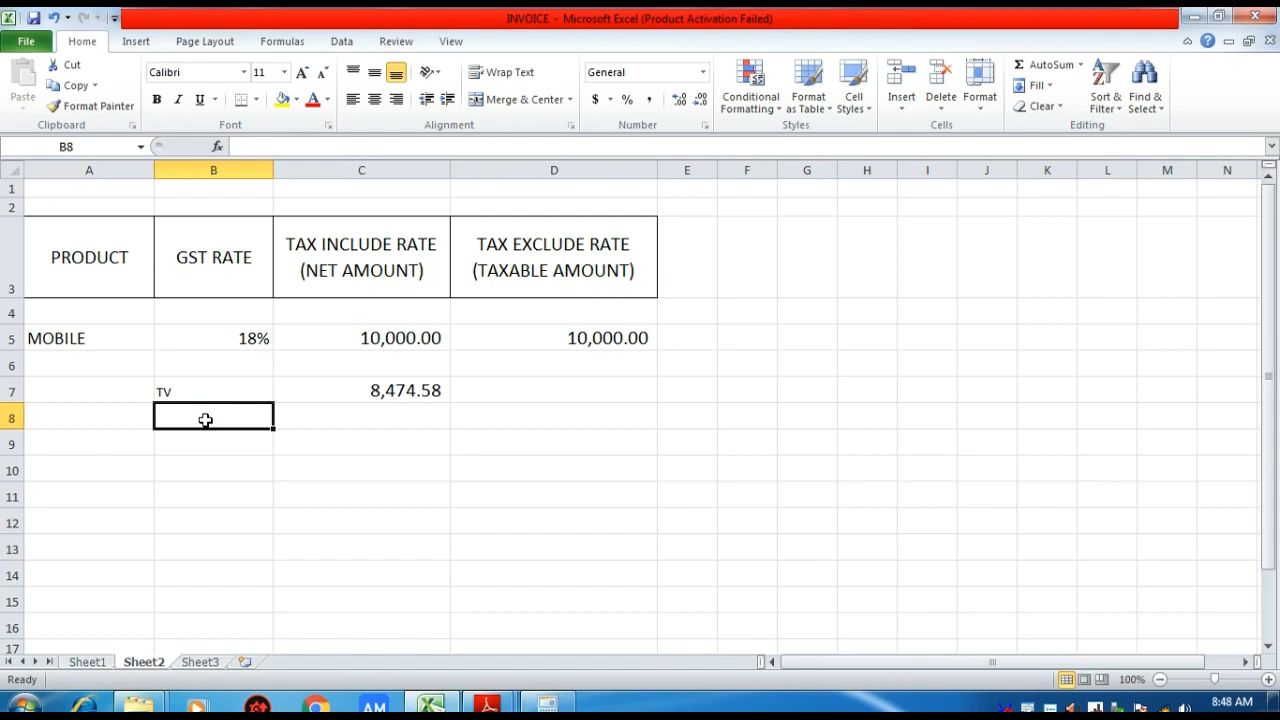 INVOICE - Microsoft Excel (Product Activation Failed)
File Home Insert Page Layout Formulas Data Review View
Paste Cut Copy Format Painter
Calibri 11 A A
B I U A
Wrap Text
Merge & Center
General
$ % ,
Conditional Formatting
Format as Table
Cell Styles
Insert Delete Format
Σ AutoSum
Fill
Clear
Sort & Filter
Find & Select
Clipboard Font Alignment Number Styles Cells Editing
B8 fx
A B C D E F G H I J K L M N
1
2
3 PRODUCT GST RATE TAX INCLUDE RATE (NET AMOUNT) TAX EXCLUDE RATE (TAXABLE AMOUNT)
4
5 MOBILE 18% 10,000.00 10,000.00
6
7 TV 8,474.58
8
9
10
11
12
13
14
15
16
17
Sheet1 Sheet2 Sheet3
Ready 100%
AM 8:48 AM